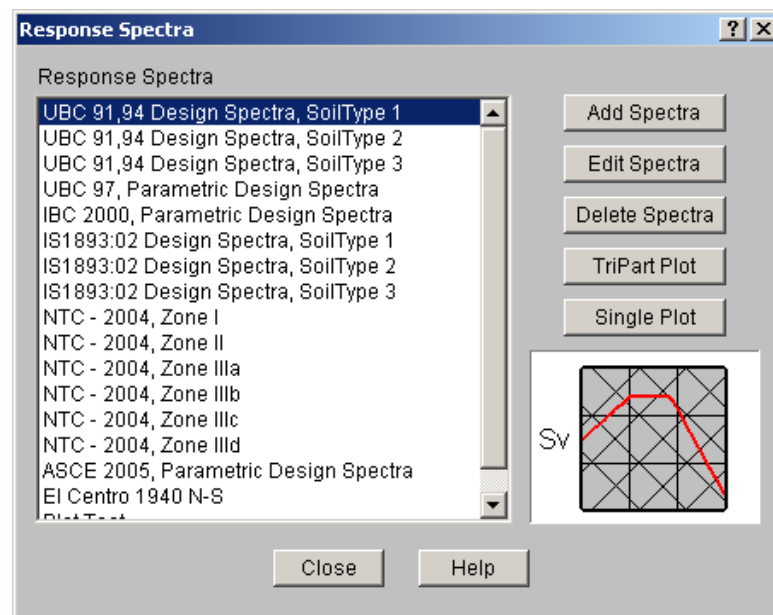 Response Spectra
Response Spectra
UBC 91,94 Design Spectra, SoilType 1
UBC 91,94 Design Spectra, SoilType 2
UBC 91,94 Design Spectra, SoilType 3
UBC 97, Parametric Design Spectra
IBC 2000, Parametric Design Spectra
IS1893:02 Design Spectra, SoilType 1
IS1893:02 Design Spectra, SoilType 2
IS1893:02 Design Spectra, SoilType 3
NTC - 2004, Zone I
NTC - 2004, Zone II
NTC - 2004, Zone IIIa
NTC - 2004, Zone IIIb
NTC - 2004, Zone IIIc
NTC - 2004, Zone IIId
ASCE 2005, Parametric Design Spectra
El Centro 1940 N-S
Add Spectra
Edit Spectra
Delete Spectra
TriPart Plot
Single Plot
Sv
Close
Help